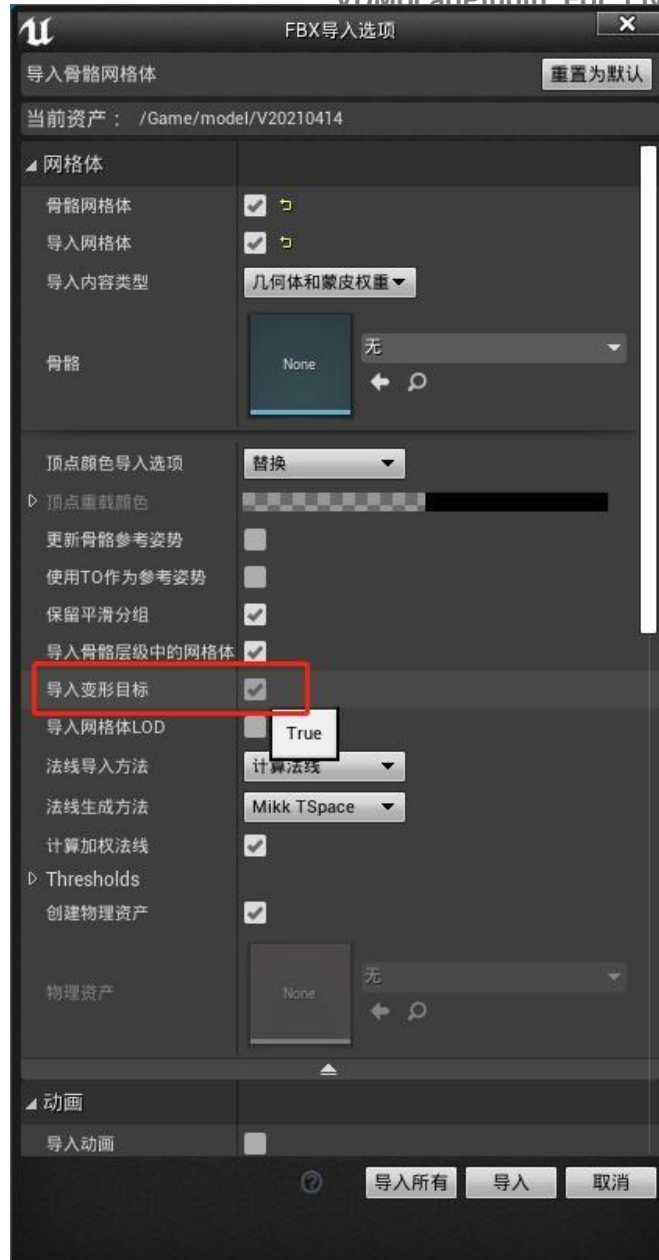 FBX导入选项
导入骨骼网格体 重置为默认
当前资产： /Game/model/V20210414
网格体
骨骼网格体
导入网格体
导入内容类型 几何体和蒙皮权重
骨骼 None 无
顶点颜色导入选项 替换
顶点重载颜色
更新骨骼参考姿势
使用T0作为参考姿势
保留平滑分组
导入骨骼层级中的网格体
导入变形目标
导入网格体LOD True
法线导入方法 计算法线
法线生成方法 Mikk TSpace
计算加权法线
Thresholds
创建物理资产
物理资产 None 无
动画
导入动画
导入所有 导入 取消